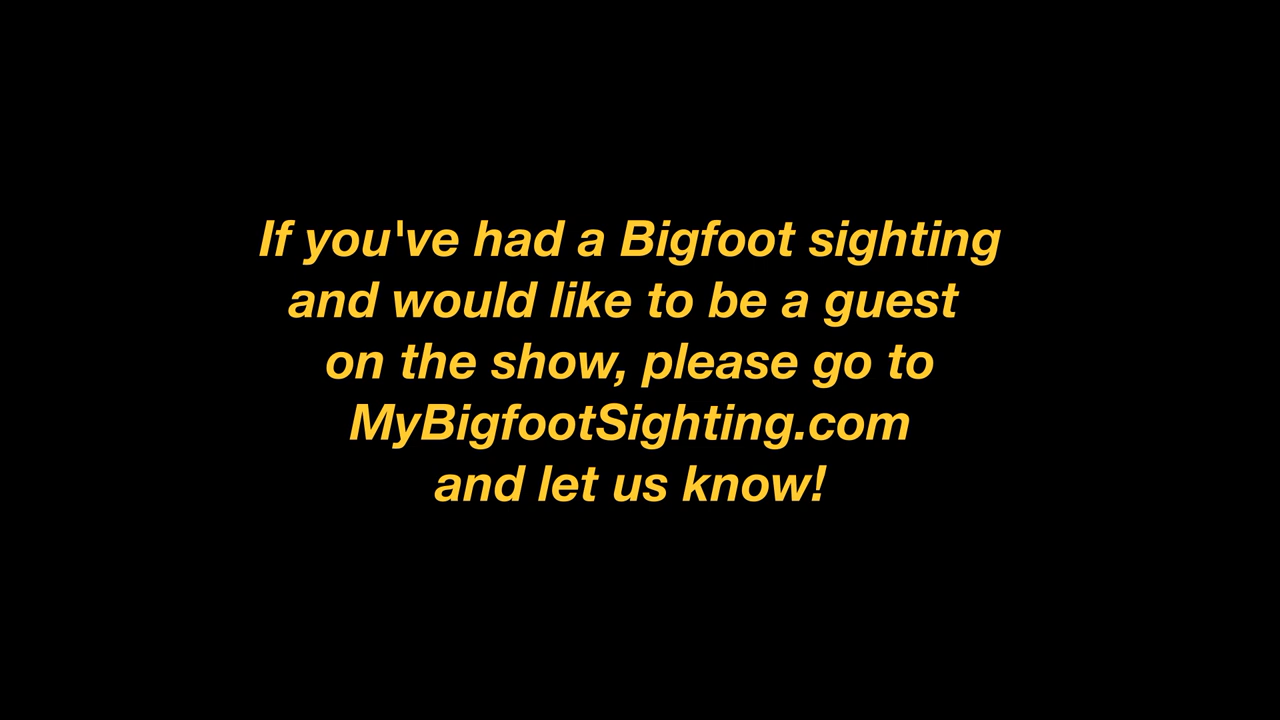 If you've had a Bigfoot sighting
and would like to be a guest
on the show, please go to
MyBigfootSighting.com
and let us know!